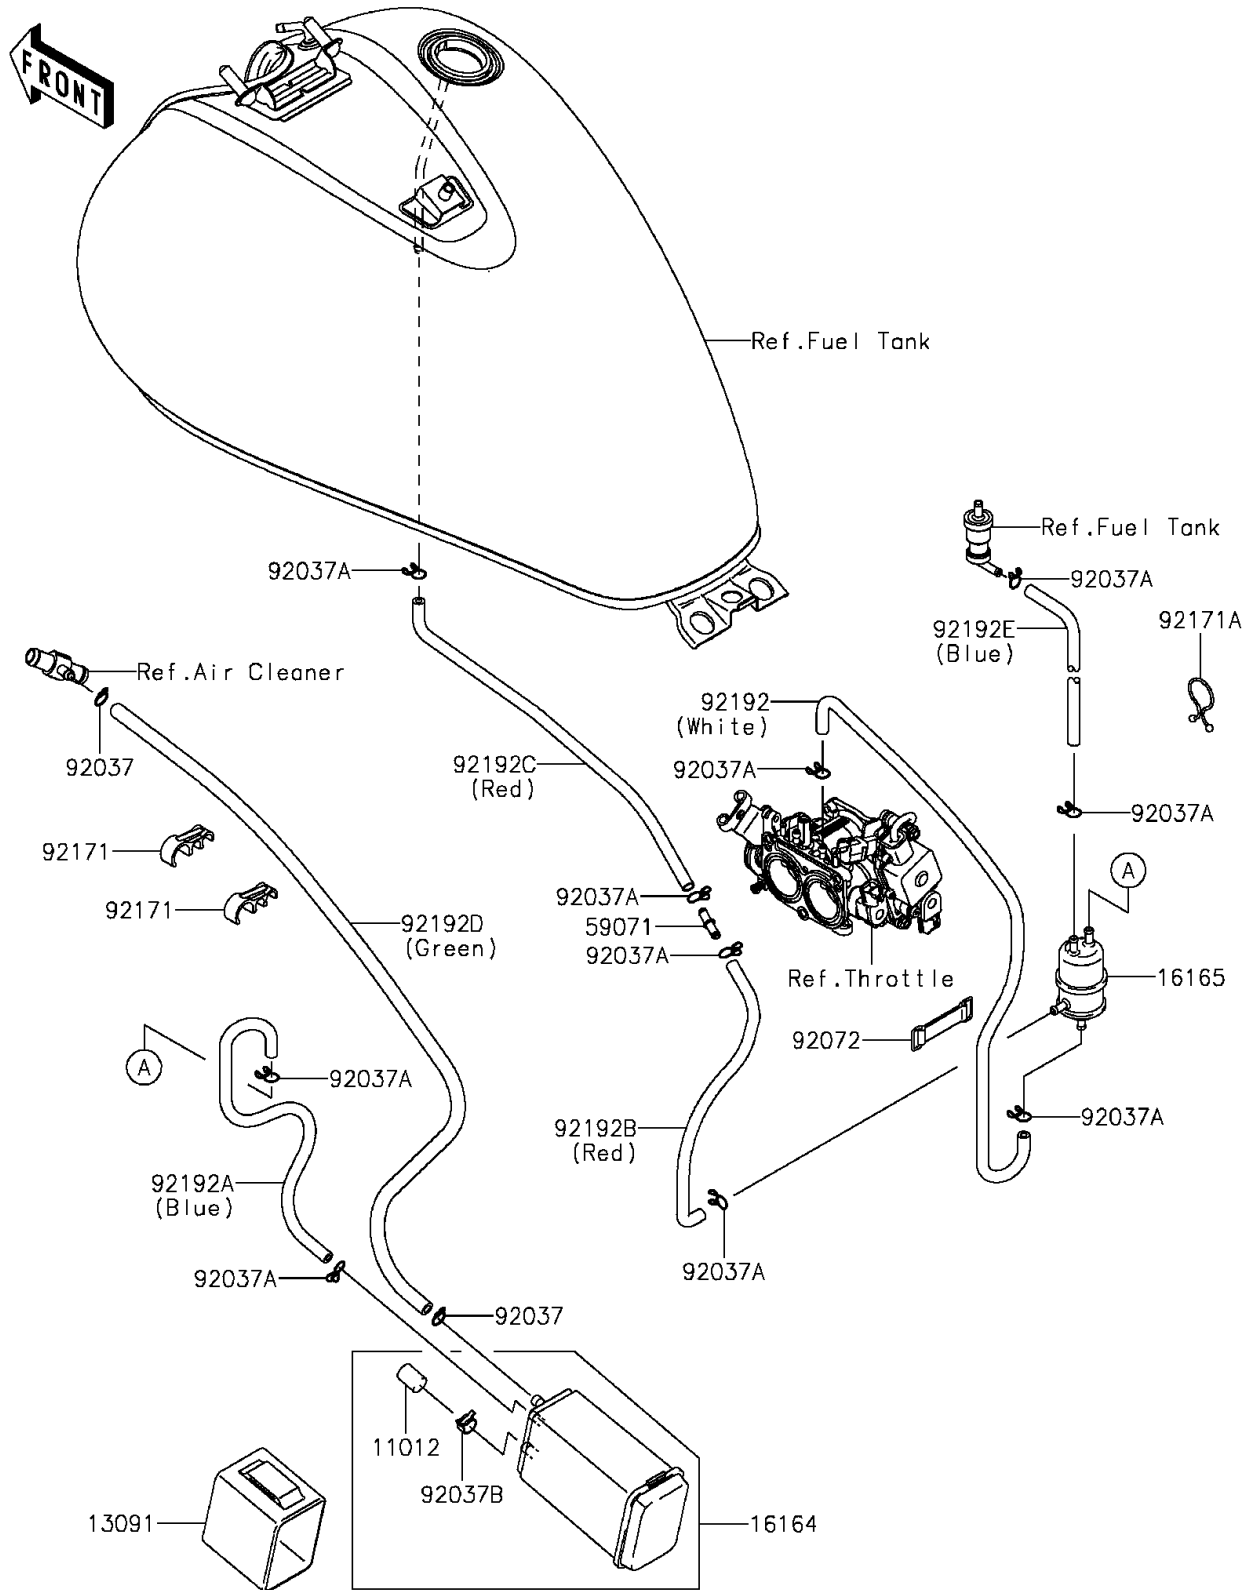 FRONT
Ref.Fuel Tank
Ref.Fuel Tank
92037A
92037A
92171A
92192E
(Blue)
Ref.Air Cleaner
92192
(White)
92037
92192C
(Red)
92037A
92037A
92171
92037A
A
92171
92192D
(Green)
59071
92037A
Ref.Throttle
16165
92072
A
92037A
92037A
92192B
(Red)
92192A
(Blue)
92037A
92037A
92037
11012
92037B
13091
16164